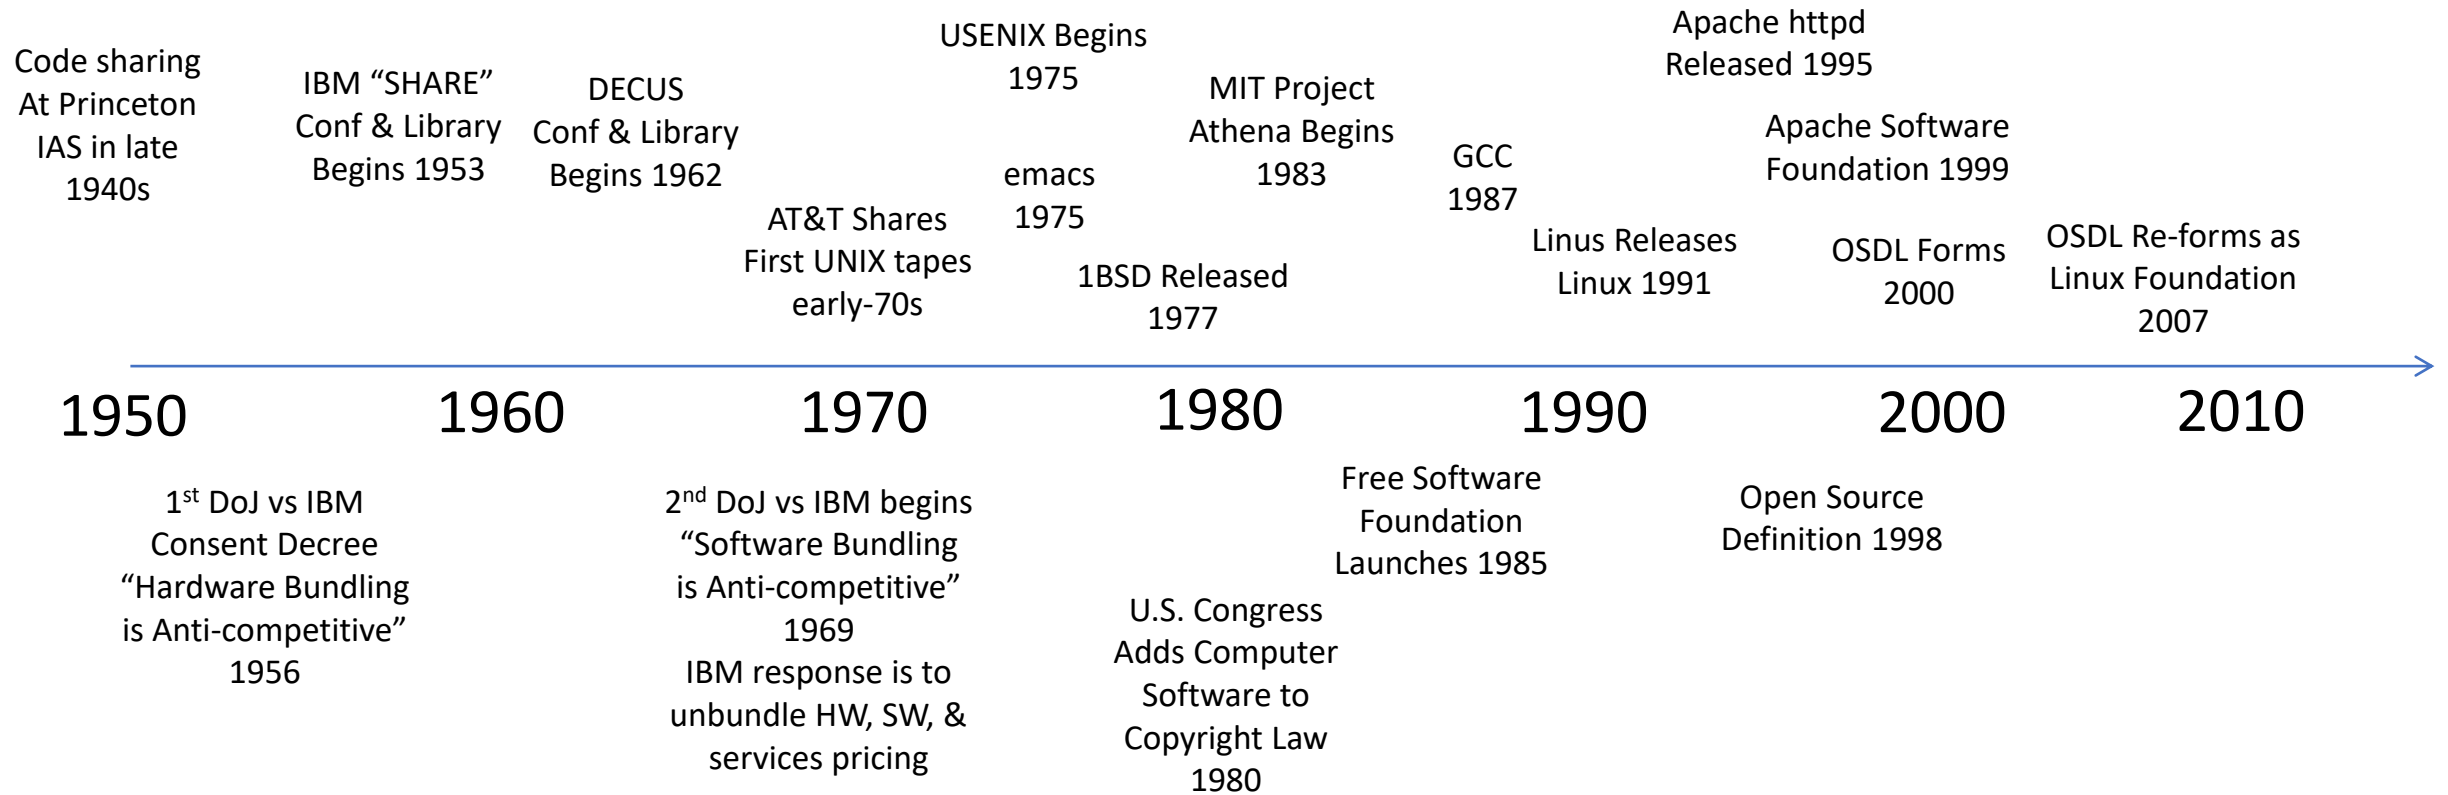 Code sharing
At Princeton
IAS in late
1940s
IBM “SHARE”
Conf & Library
Begins 1953
DECUS
Conf & Library
Begins 1962
AT&T Shares
First UNIX tapes
early-70s
USENIX Begins
1975
emacs
1975
1BSD Released
1977
MIT Project
Athena Begins
1983
GCC
1987
Linus Releases
Linux 1991
Apache httpd
Released 1995
Apache Software
Foundation 1999
OSDL Forms
2000
OSDL Re-forms as
Linux Foundation
2007
1950
1960
1970
1980
1990
2000
2010
1st DoJ vs IBM
Consent Decree
“Hardware Bundling
is Anti-competitive”
1956
2nd DoJ vs IBM begins
“Software Bundling
is Anti-competitive”
1969
IBM response is to
unbundle HW, SW, &
services pricing
U.S. Congress
Adds Computer
Software to
Copyright Law
1980
Free Software
Foundation
Launches 1985
Open Source
Definition 1998